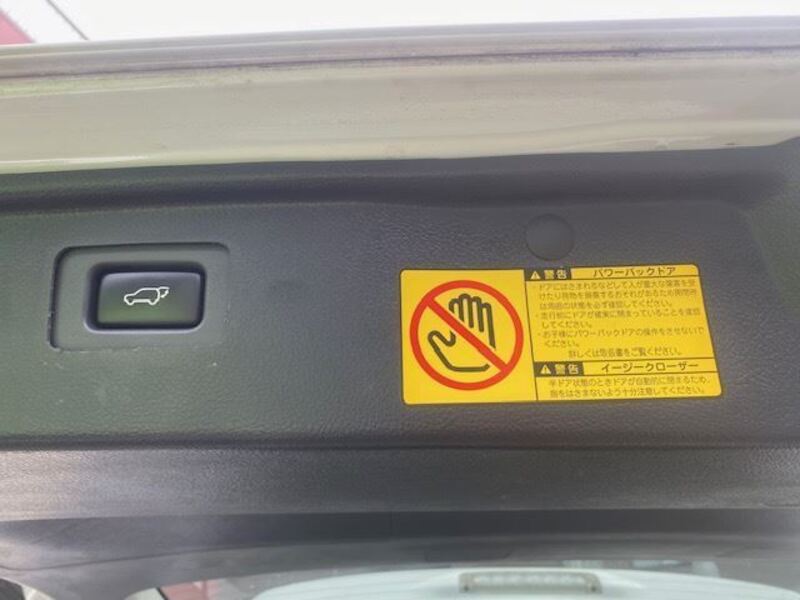 警告 パワーバックドア
・ドアにはさまれるなどして人が重大な傷害を受
けたり荷物を損傷するおそれがあるため開閉時
は周囲の状態を必ず確認してください。
・走行前にドアが確実に閉まっていることを確認
してください。
・お子様にパワーバックドアの操作をさせないで
ください。
詳しくは取扱書をご覧ください。
警告 イージークローザー
半ドア状態のときドアが自動的に閉まるため、
指をはさまないよう十分注意してください。